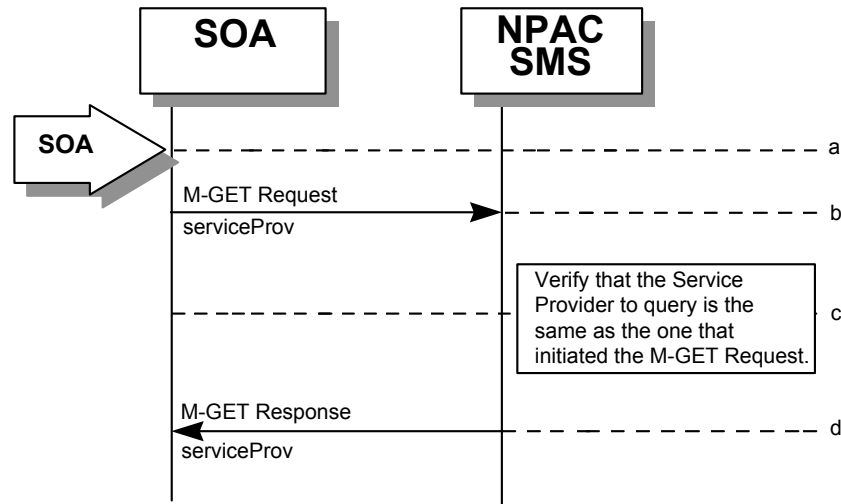 SOA
NPAC
SMS
SOA
a
M-GET Request
serviceProv
b
Verify that the Service
Provider to query is the
same as the one that
initiated the M-GET Request.
c
M-GET Response
serviceProv
d